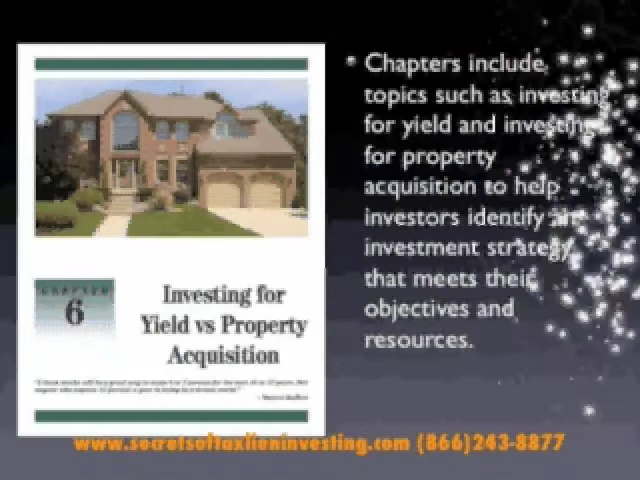 CHAPTER
6
Investing for
Yield vs Property
Acquisition
• Chapters include
topics such as investing
for yield and investing
for property
acquisition to help
investors identify an
investment strategy
that meets their
objectives and
resources.
www.secretsoftaxlieninvesting.com (866)243-8877